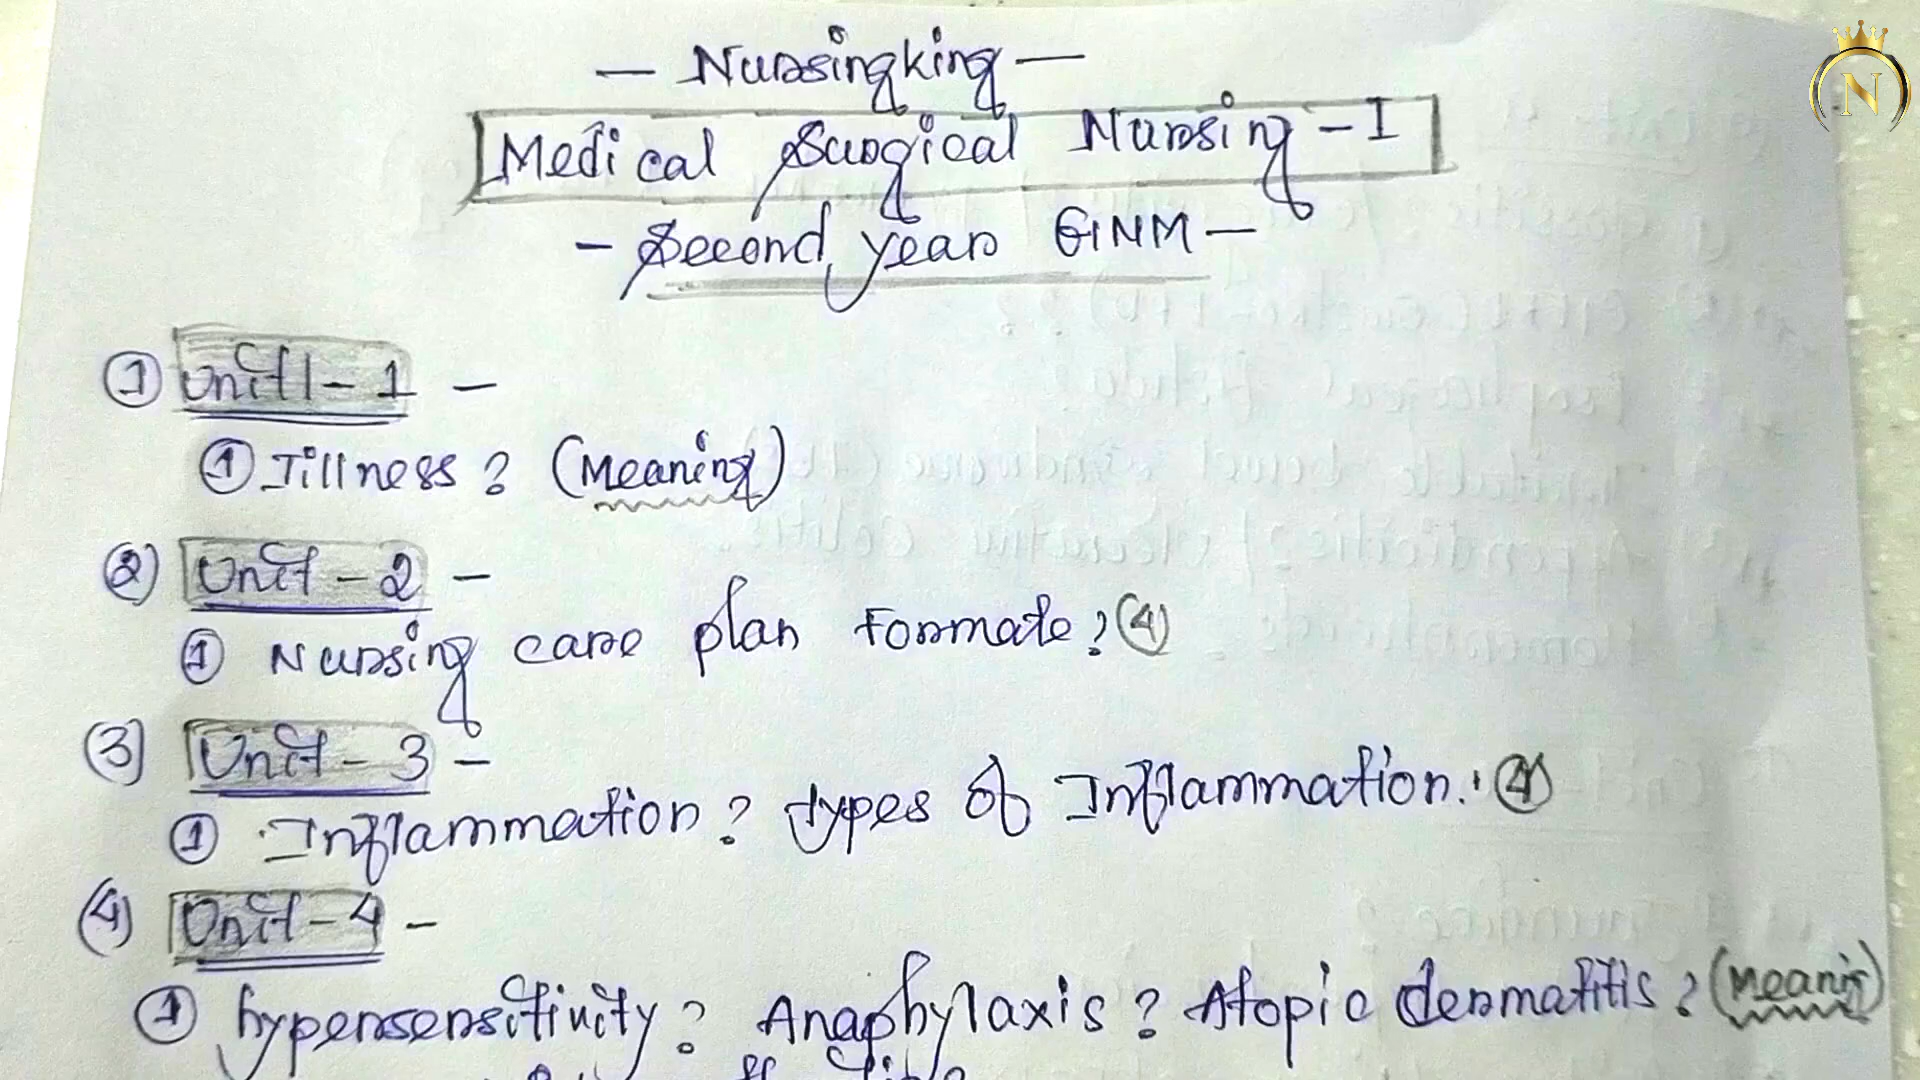 — Nursingking —
Medical Surgical Nursing - I
- Second year GNM —
① Unit - 1 —
① Illness ? (Meaning)
② Unit - 2 —
① Nursing care plan Formate ? ④
③ Unit - 3 —
① Inflammation ? types of Inflammation. ④
④ Unit - 4 —
① hypersensitivity ? Anaphylaxis ? Atopic dermatitis ? (Meanig)
N